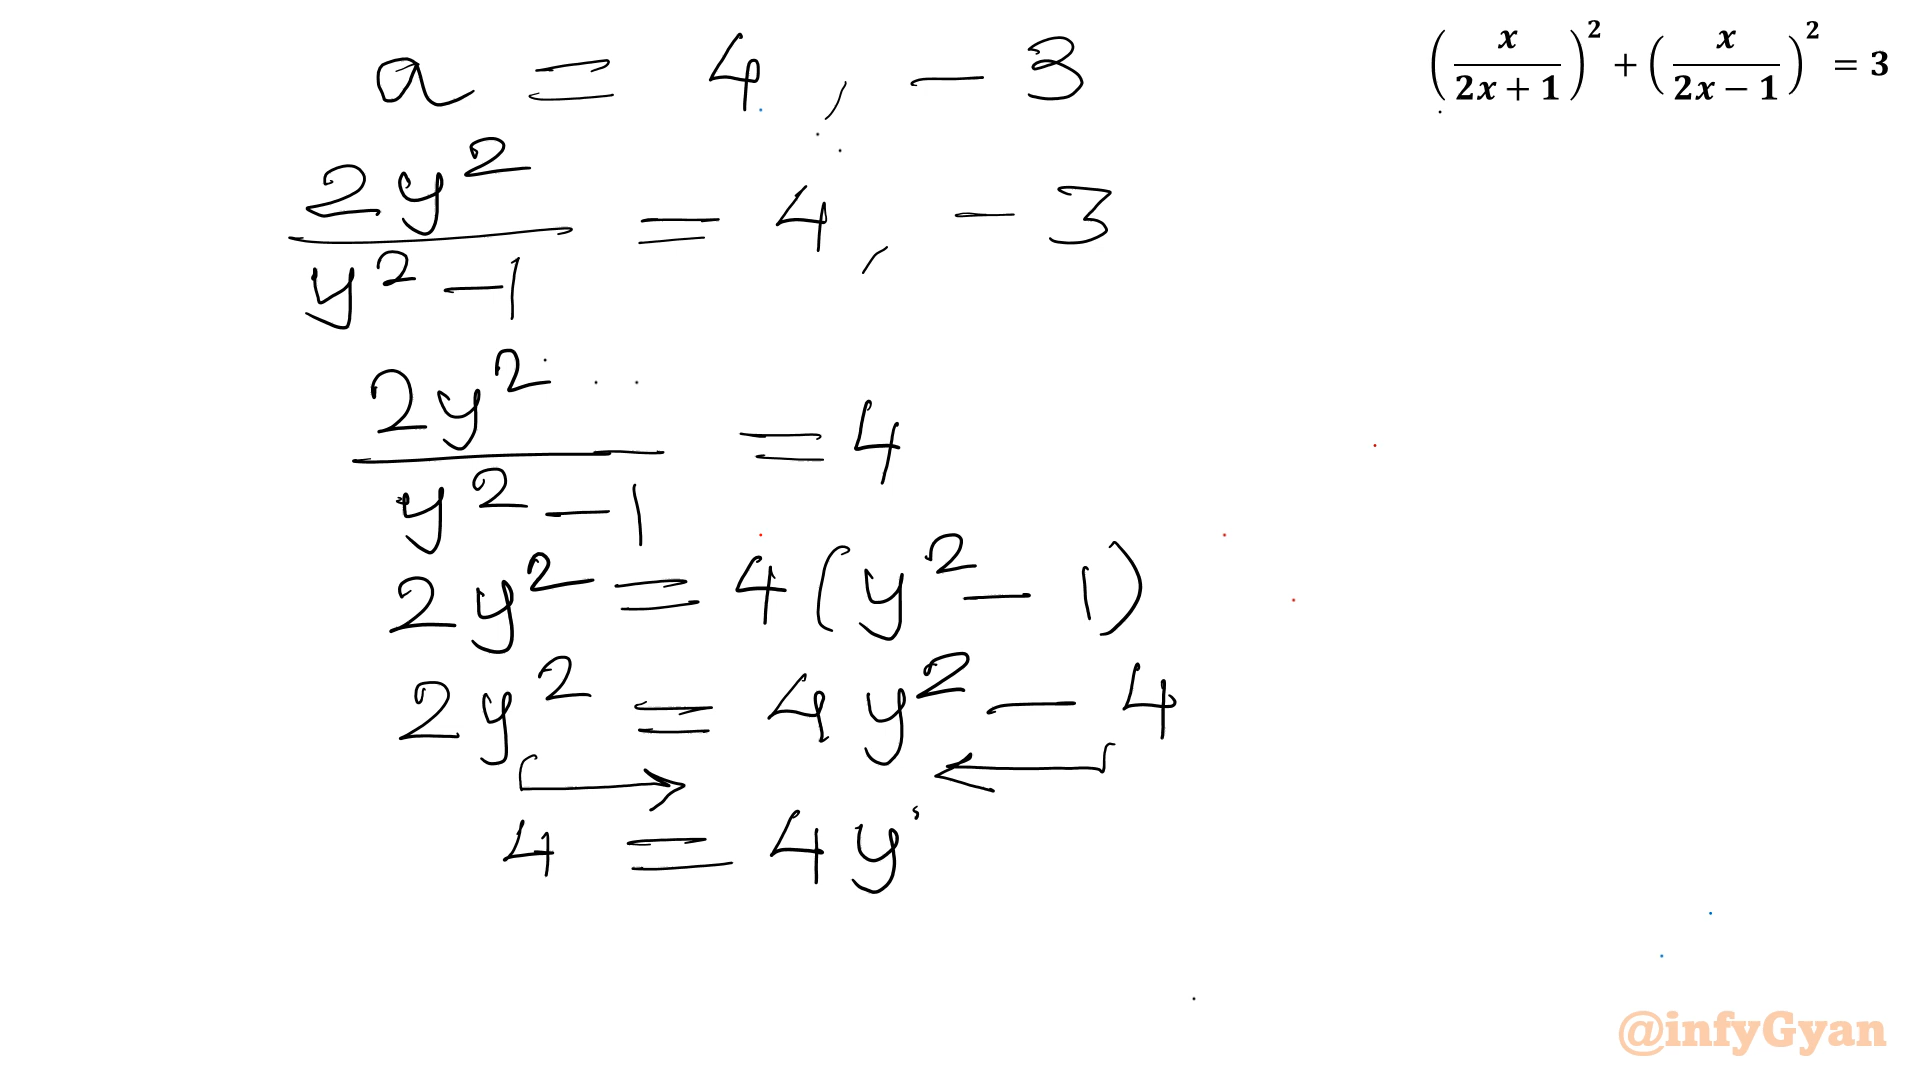 a = 4, -3
(x/(2x + 1))² + (x/(2x − 1))² = 3
2y²/(y² - 1) = 4, -3
2y²/(y² - 1) = 4
2y² = 4(y² - 1)
2y² = 4y² - 4
4 = 4y
@infyGyan